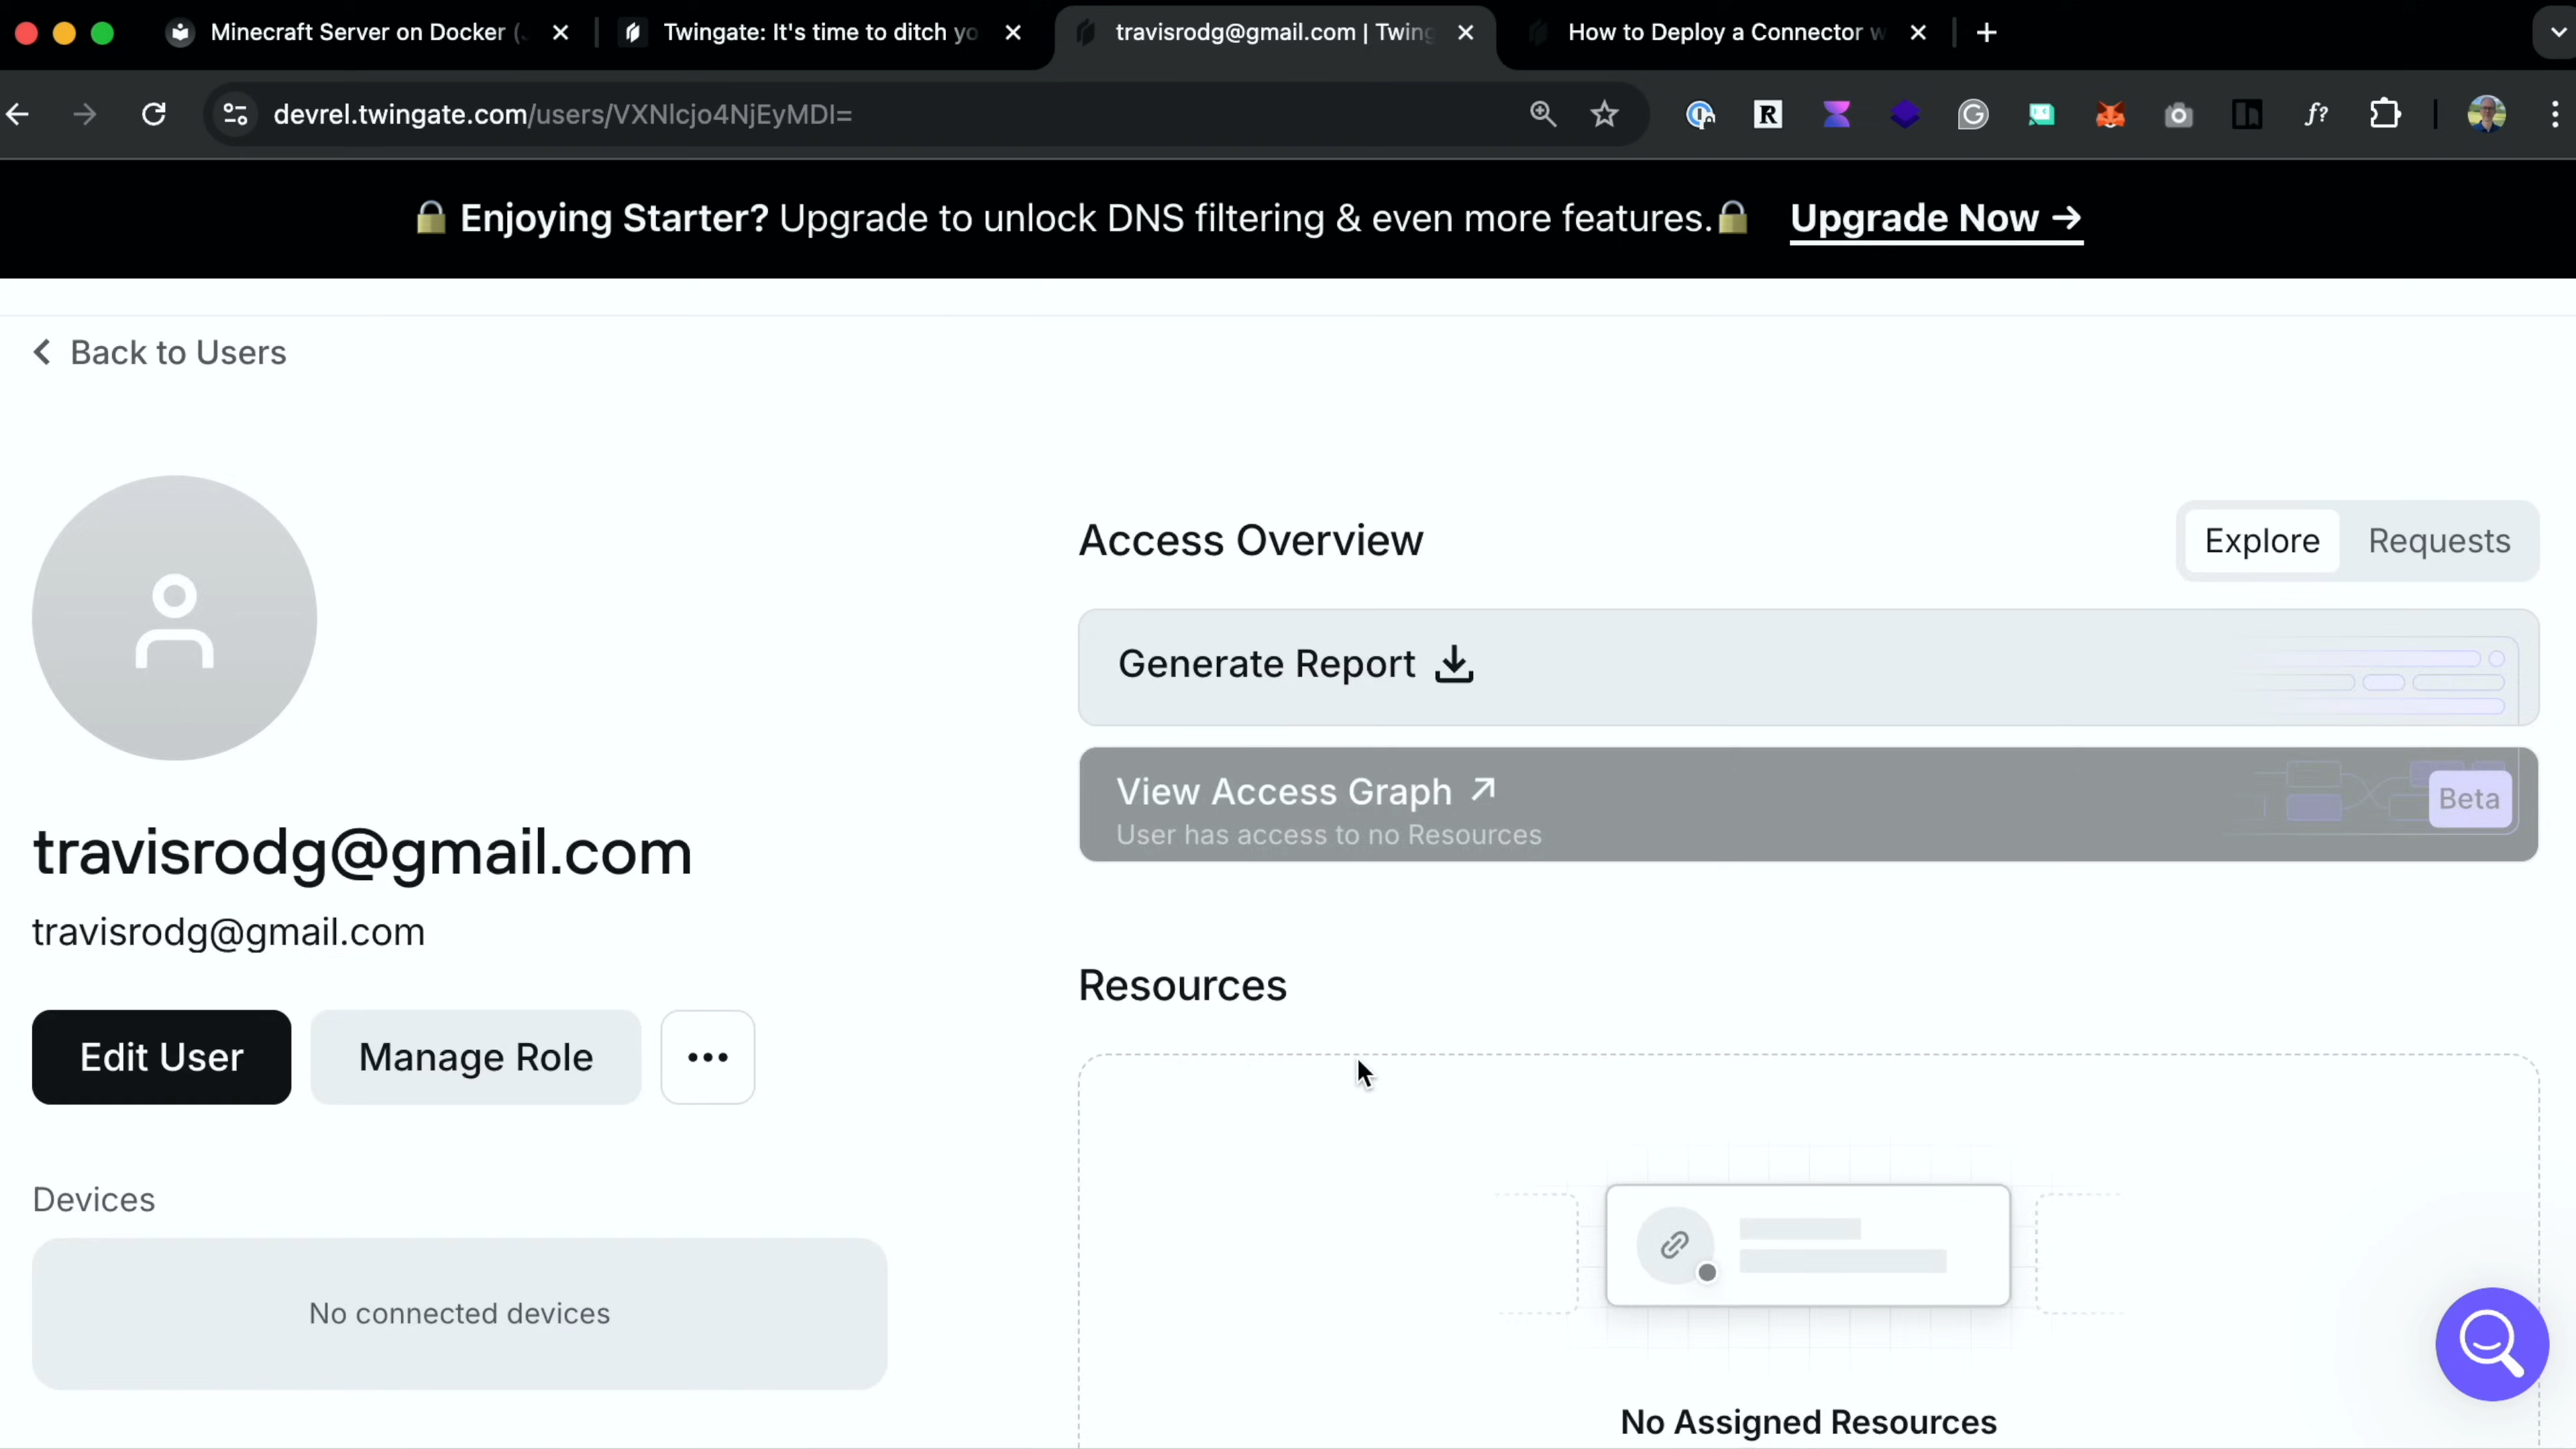 Minecraft Server on Docker (
Twingate: It's time to ditch yo
travisrodg@gmail.com | Twing
How to Deploy a Connector w
devrel.twingate.com/users/VXNlcjo4NjEyMDI=
🔒 Enjoying Starter? Upgrade to unlock DNS filtering & even more features.🔒 Upgrade Now →
Back to Users
Access Overview
Explore
Requests
Generate Report
View Access Graph
User has access to no Resources
Beta
travisrodg@gmail.com
travisrodg@gmail.com
Edit User
Manage Role
Resources
Devices
No connected devices
No Assigned Resources